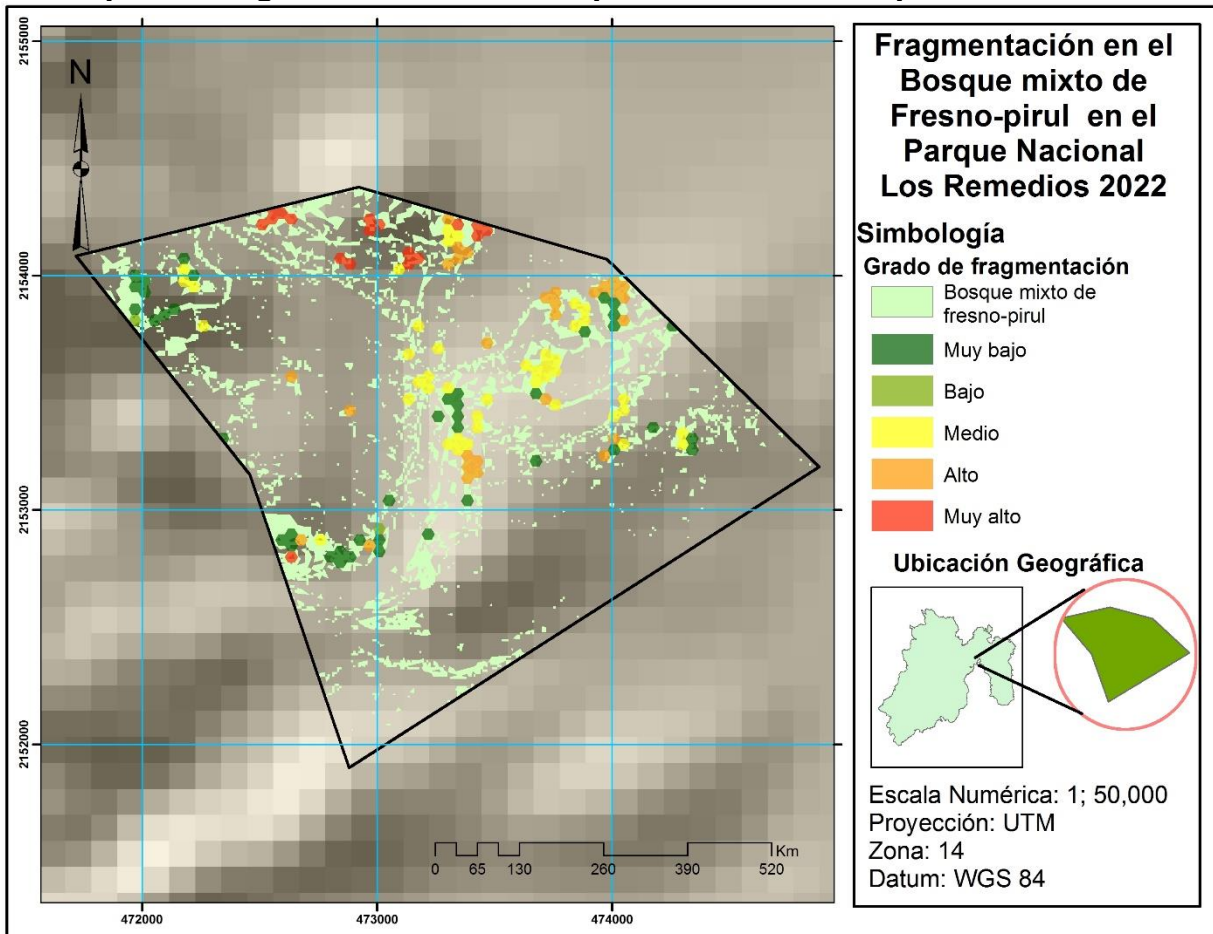 2155000
2154000
2153000
2152000
N
472000
473000
474000
Km
0 65 130 260 390 520
Fragmentación en el
Bosque mixto de
Fresno-pirul en el
Parque Nacional
Los Remedios 2022
Simbología
Grado de fragmentación
Bosque mixto de
fresno-pirul
Muy bajo
Bajo
Medio
Alto
Muy alto
Ubicación Geográfica
Escala Numérica: 1; 50,000
Proyección: UTM
Zona: 14
Datum: WGS 84